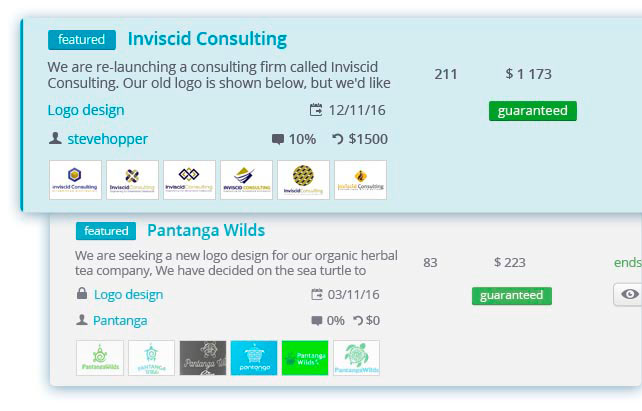 featured Inviscid Consulting
We are re-launching a consulting firm called Inviscid
Consulting. Our old logo is shown below, but we'd like
211 $ 1 173
Logo design 12/11/16 guaranteed
stevehopper 10% $1500
inviscid Consulting Inviscid Consulting Inviscid Consulting INVISCID CONSULTING Inviscid Consulting Inviscid Consulting
featured Pantanga Wilds
We are seeking a new logo design for our organic herbal
tea company, We have decided on the sea turtle to
83 $ 223 ends
Logo design 03/11/16 guaranteed
Pantanga 0% $0
PantangaWilds PANTANGA Pantanga pantanga Pantanga Wilds PantangaWilds